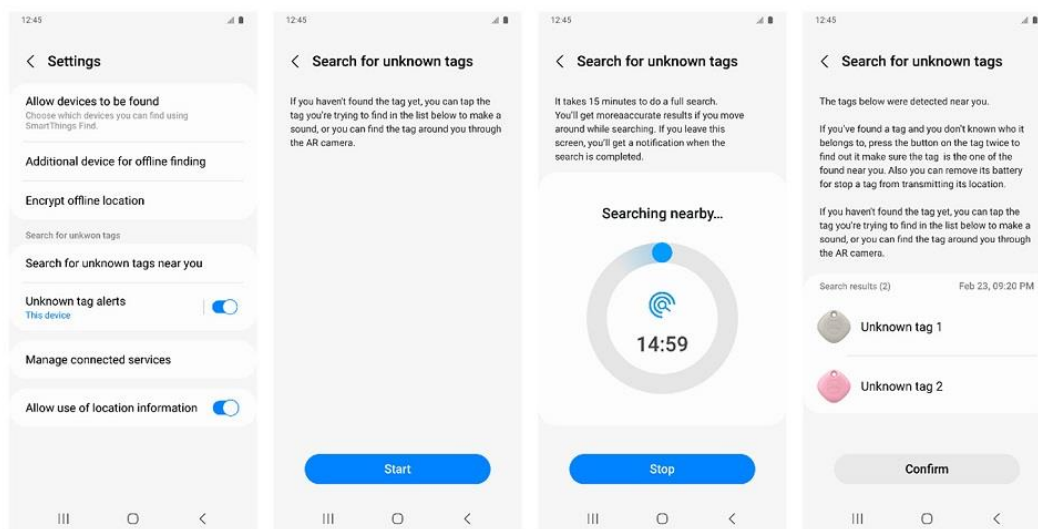 12:45
Settings
Allow devices to be found
Choose which devices you can find using
SmartThings Find.
Additional device for offline finding
Encrypt offline location
Search for unkwon tags
Search for unknown tags near you
Unknown tag alerts
This device
Manage connected services
Allow use of location information
12:45
Search for unknown tags
If you haven't found the tag yet, you can tap the
tag you're trying to find in the list below to make a
sound, or you can find the tag around you through
the AR camera.
Start
12:45
Search for unknown tags
It takes 15 minutes to do a full search.
You'll get moreaccurate results if you move
around while searching. If you leave this
screen, you'll get a notification when the
search is completed.
Searching nearby...
14:59
Stop
12:45
Search for unknown tags
The tags below were detected near you.
If you've found a tag and you don't known who it
belongs to, press the button on the tag twice to
find out it make sure the tag is the one of the
found near you. Also you can remove its battery
for stop a tag from transmitting its location.
If you haven't found the tag yet, you can tap the
tag you're trying to find in the list below to make a
sound, or you can find the tag around you through
the AR camera.
Search results (2) Feb 23, 09:20 PM
Unknown tag 1
Unknown tag 2
Confirm